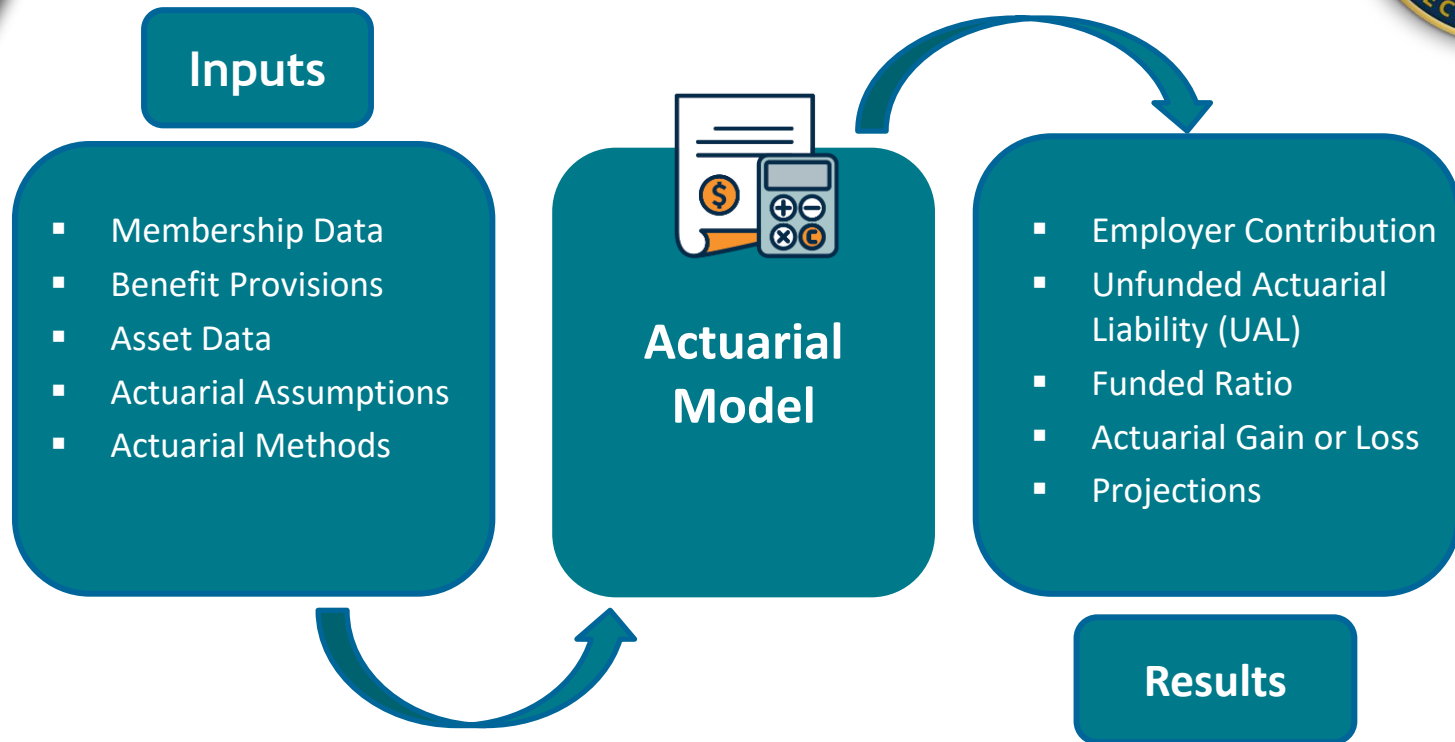 Inputs
▪ Membership Data
▪ Benefit Provisions
▪ Asset Data
▪ Actuarial Assumptions
▪ Actuarial Methods
$
Actuarial
Model
▪ Employer Contribution
▪ Unfunded Actuarial
Liability (UAL)
▪ Funded Ratio
▪ Actuarial Gain or Loss
▪ Projections
Results